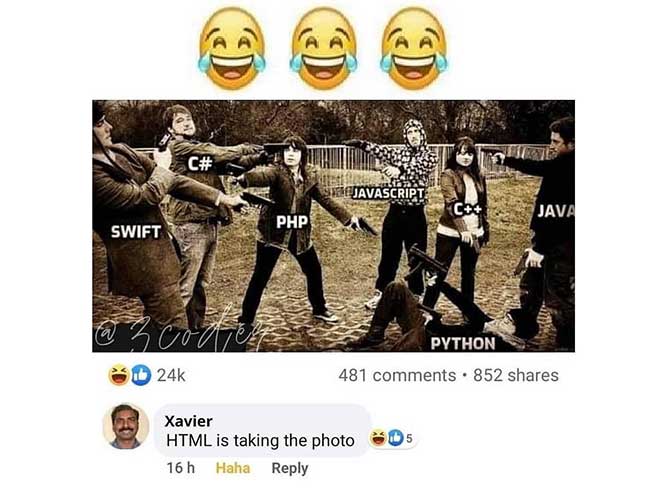 C#
JAVASCRIPT
C++
JAVA
SWIFT
PHP
PYTHON
24k
481 comments • 852 shares
Xavier
HTML is taking the photo
5
16 h Haha Reply